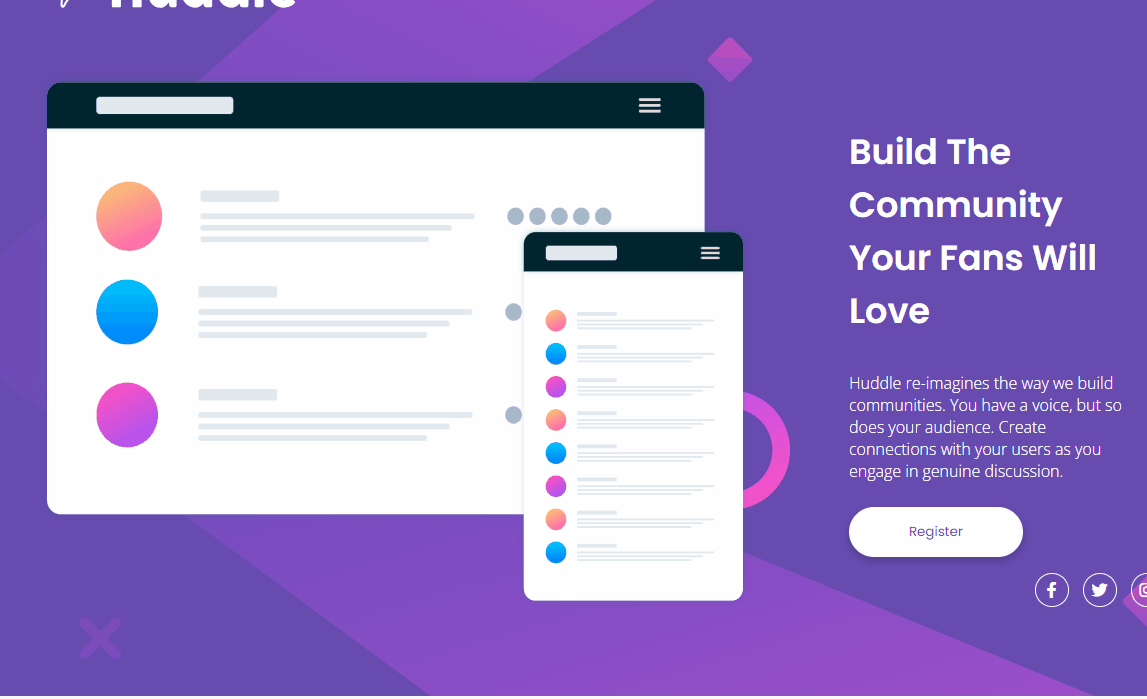 Huddle
Build The
Community
Your Fans Will
Love
Huddle re-imagines the way we build
communities. You have a voice, but so
does your audience. Create
connections with your users as you
engage in genuine discussion.
Register